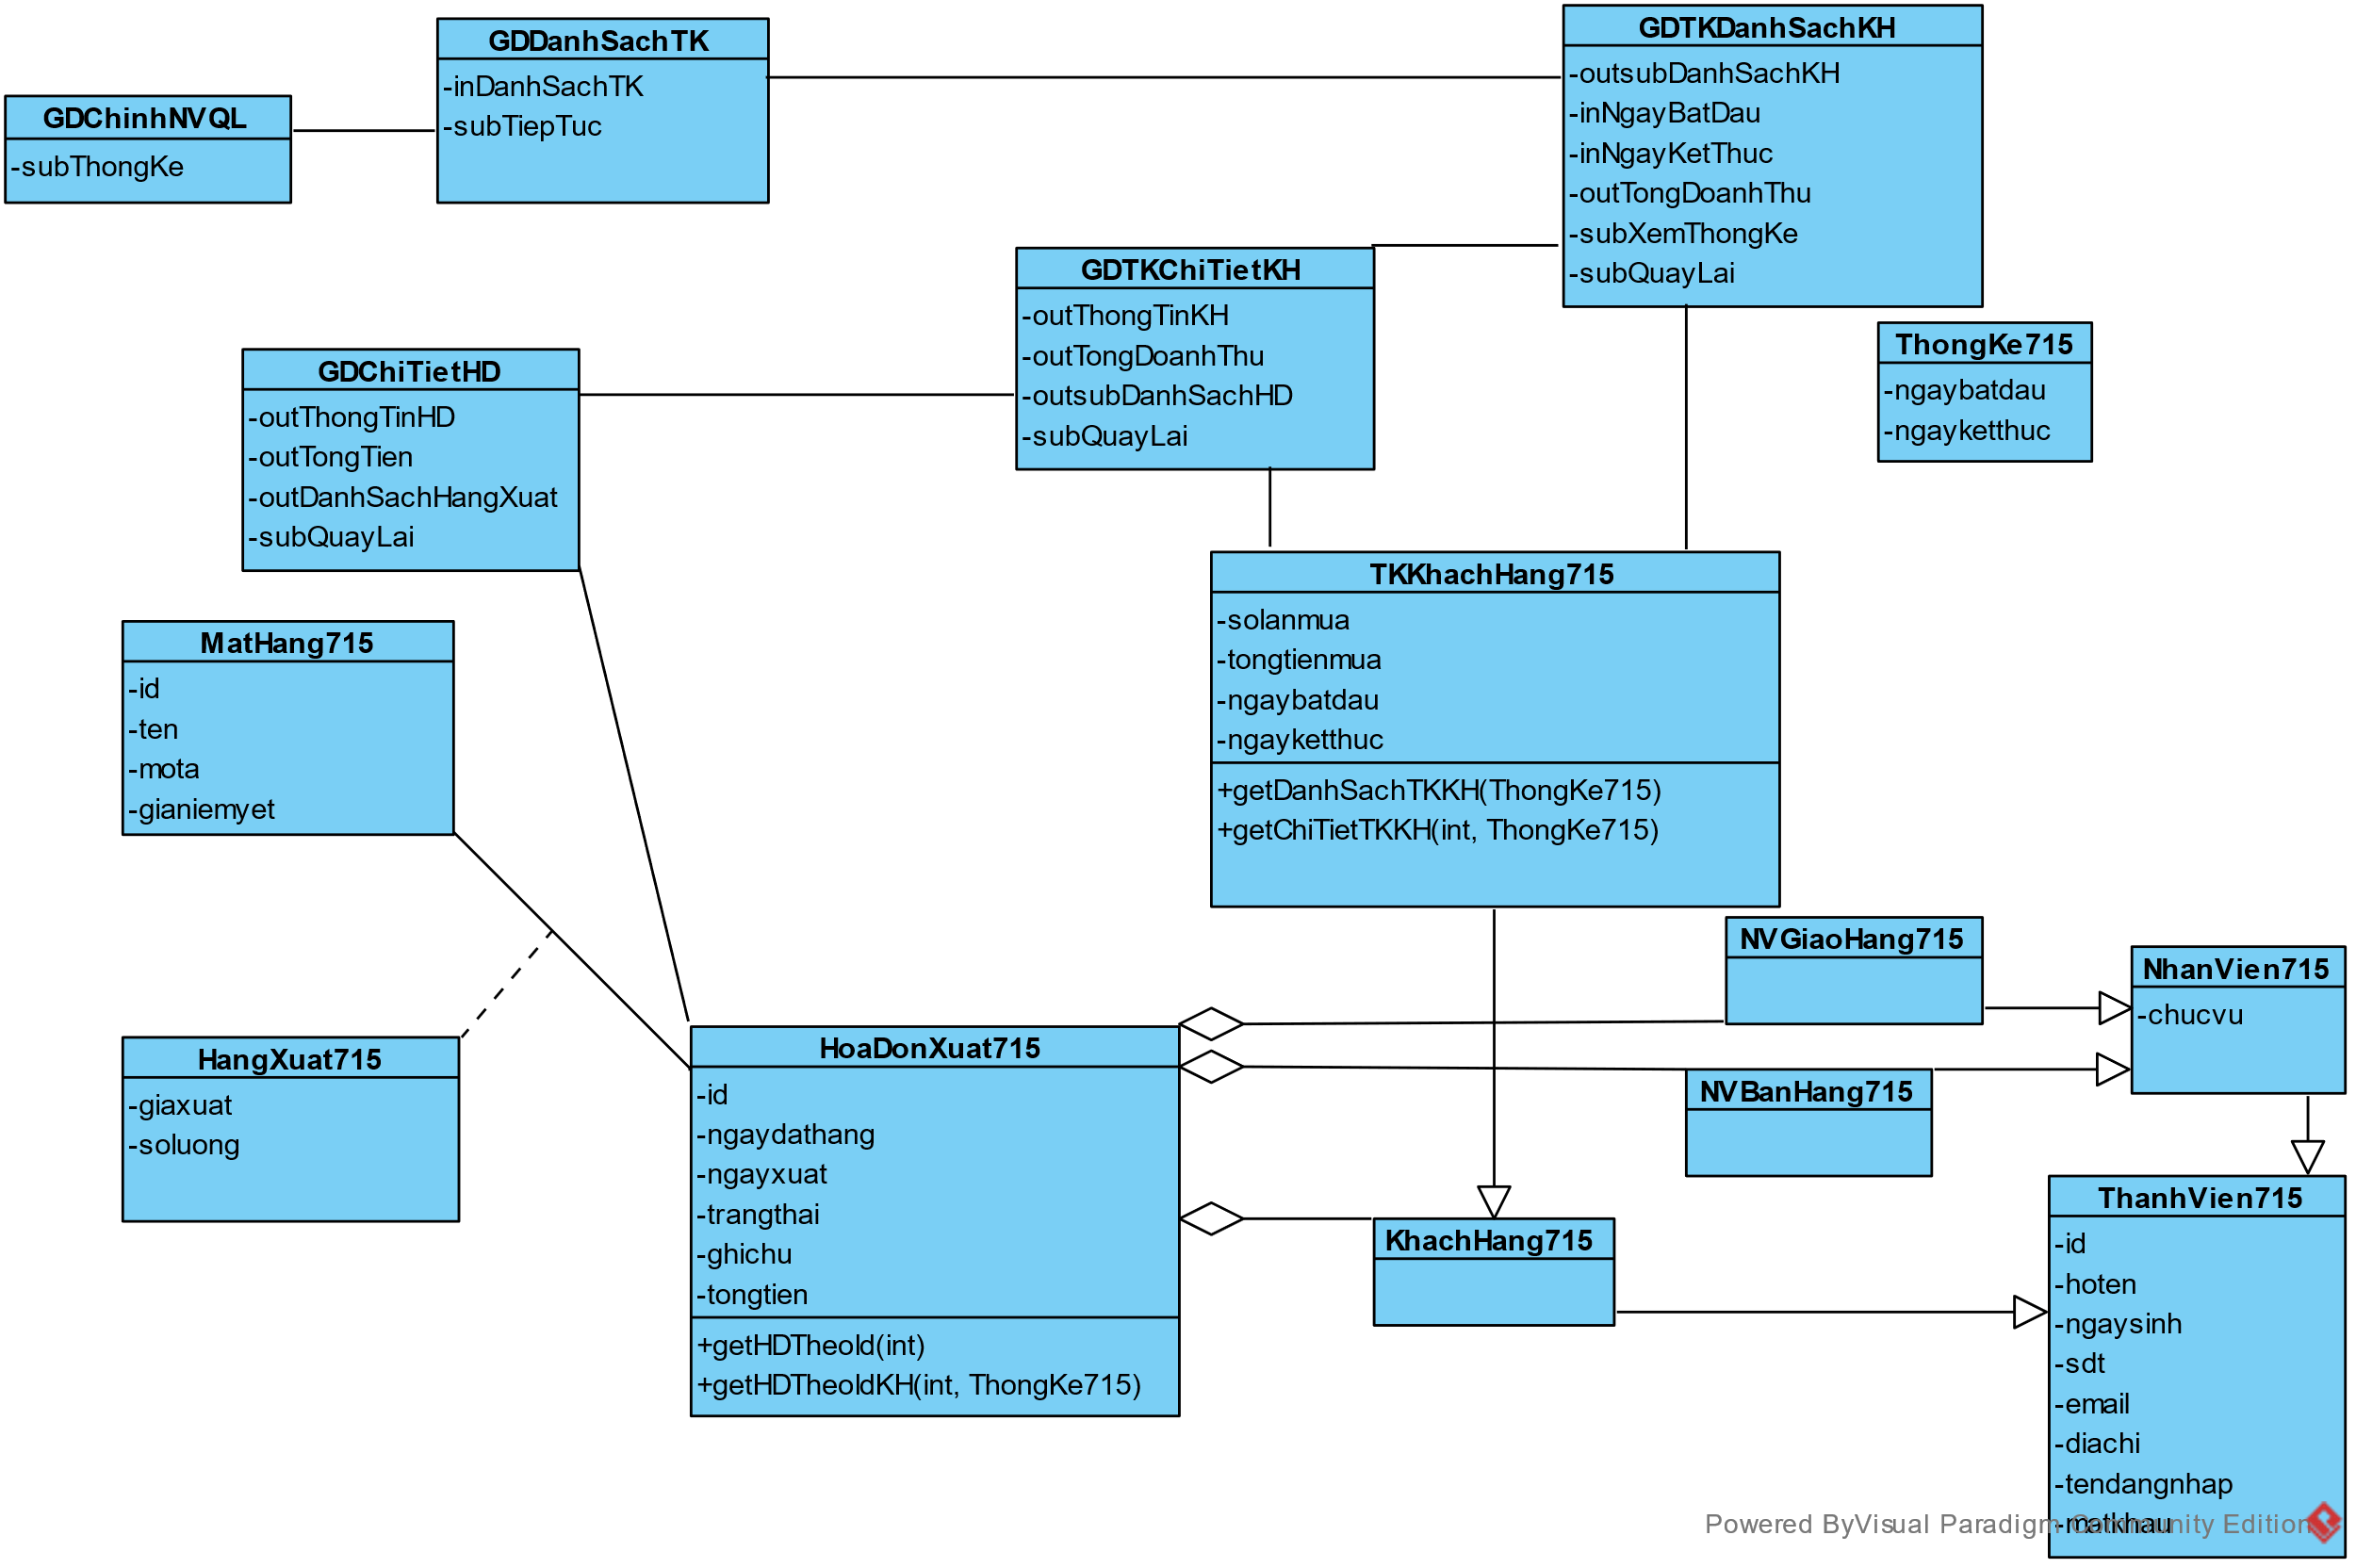 GDDanhSachTK
-inDanhSachTK
-subTiepTuc
GDTKDanhSachKH
-outsubDanhSachKH
-inNgayBatDau
-inNgayKetThuc
-outTongDoanhThu
-subXemThongKe
-subQuayLai
GDChinhNVQL
-subThongKe
GDTKChiTietKH
-outThongTinKH
-outTongDoanhThu
-outsubDanhSachHD
-subQuayLai
ThongKe715
-ngaybatdau
-ngayketthuc
GDChiTietHD
-outThongTinHD
-outTongTien
-outDanhSachHangXuat
-subQuayLai
TKKhachHang715
-solanmua
-tongtienmua
-ngaybatdau
-ngayketthuc
+getDanhSachTKKH(ThongKe715)
+getChiTietTKKH(int, ThongKe715)
MatHang715
-id
-ten
-mota
-gianiemyet
NVGiaoHang715
NhanVien715
-chucvu
HangXuat715
-giaxuat
-soluong
HoaDonXuat715
-id
-ngaydathang
-ngayxuat
-trangthai
-ghichu
-tongtien
+getHDTheoId(int)
+getHDTheoIdKH(int, ThongKe715)
NVBanHang715
KhachHang715
ThanhVien715
-id
-hoten
-ngaysinh
-sdt
-email
-diachi
-tendangnhap
-matkhau
Powered ByVisual Paradigm Community Edition